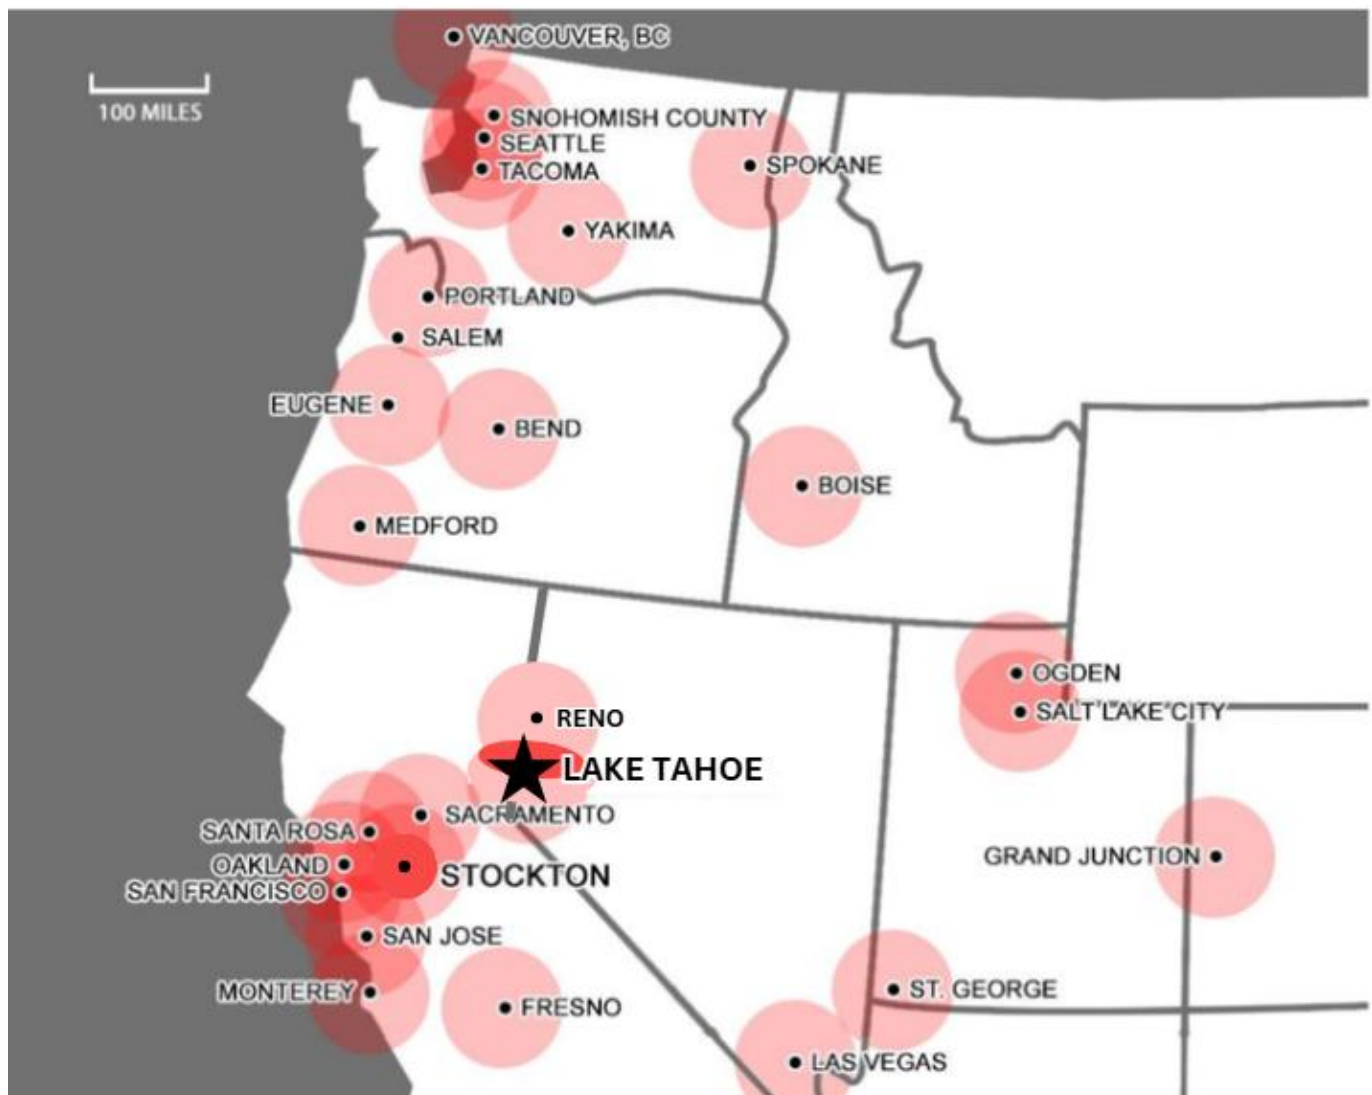 VANCOUVER, BC
100 MILES
SNOHOMISH COUNTY
SEATTLE
TACOMA
SPOKANE
YAKIMA
PORTLAND
SALEM
EUGENE
BEND
BOISE
MEDFORD
OGDEN
SALT LAKE CITY
RENO
LAKE TAHOE
SACRAMENTO
SANTA ROSA
OAKLAND
STOCKTON
SAN FRANCISCO
GRAND JUNCTION
SAN JOSE
MONTEREY
FRESNO
ST. GEORGE
LAS VEGAS